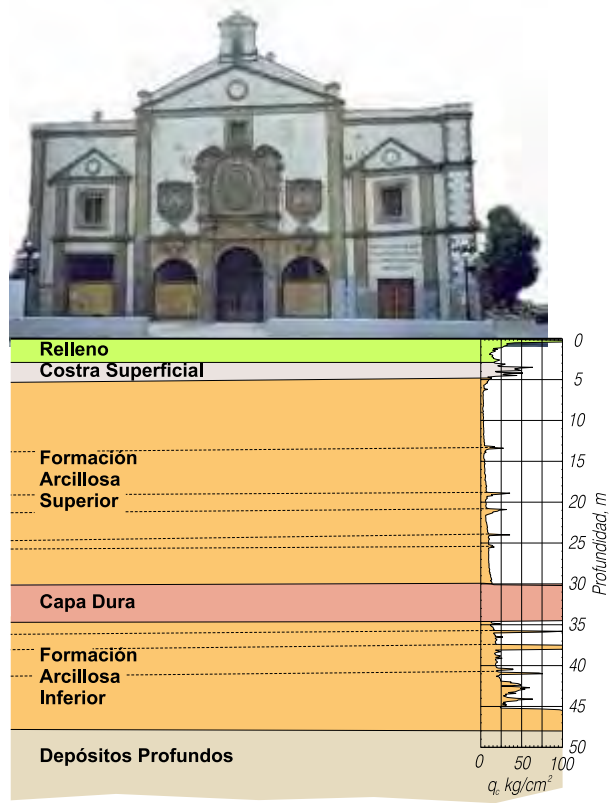 Relleno
Costra Superficial
Formación
Arcillosa
Superior
Capa Dura
Formación
Arcillosa
Inferior
Depósitos Profundos
0
5
10
15
20
25
30
35
40
45
50
Profundidad, m
0 50 100
qc kg/cm²